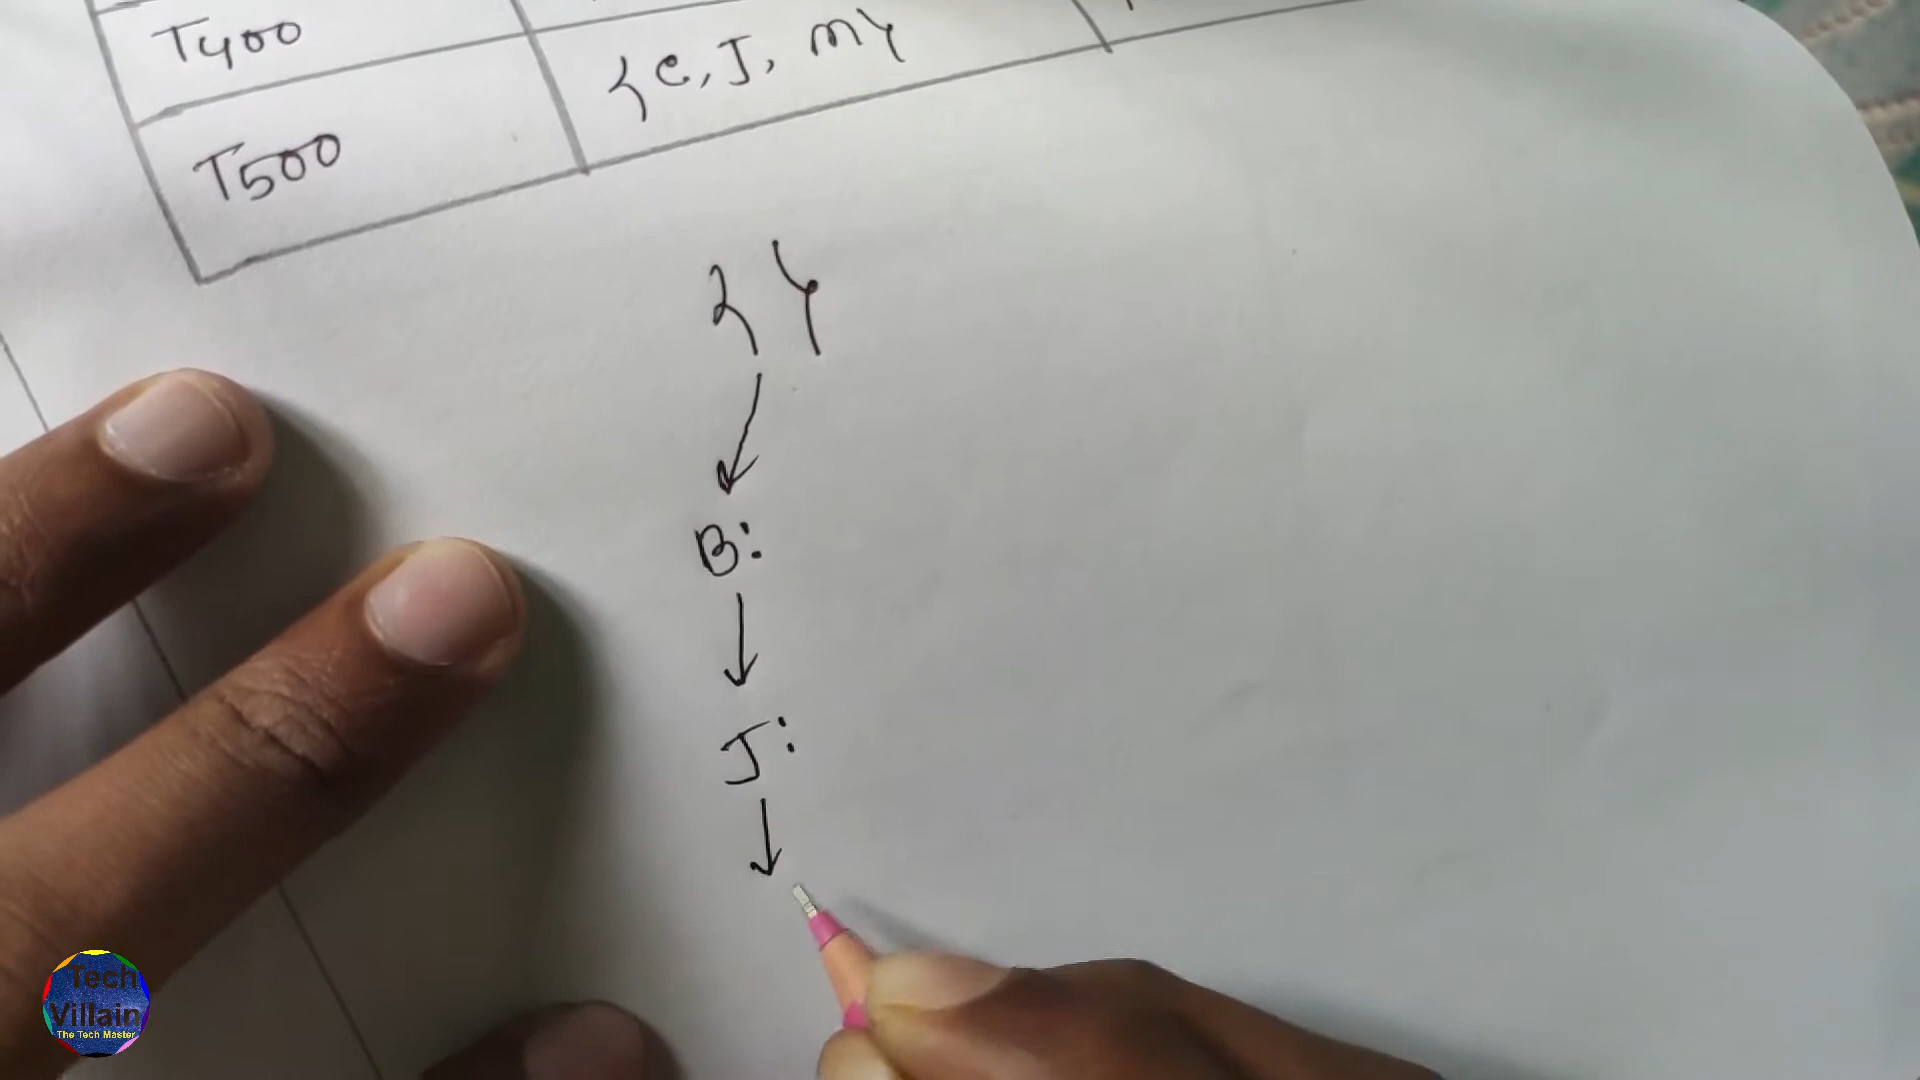 T400
{C, J, M}
T500
{ }
B:
J:
Tech
Villain
The Tech Master